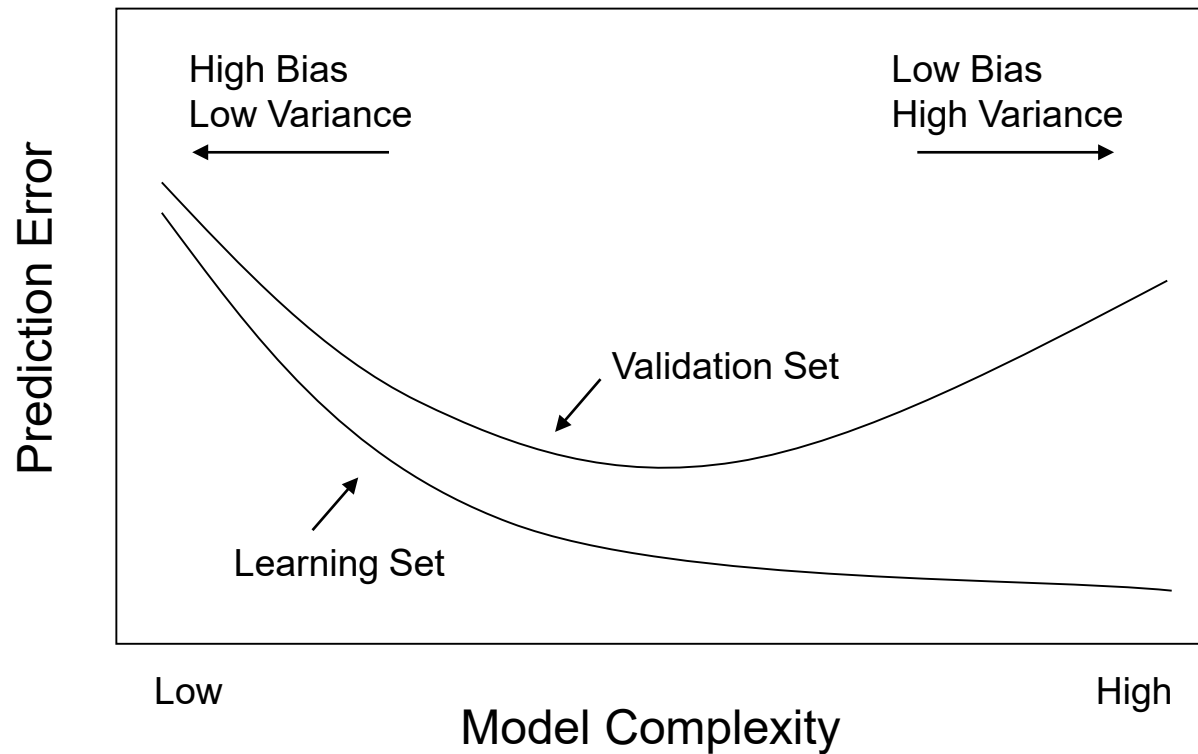 High Bias
Low Variance
Low Bias
High Variance
Prediction Error
Validation Set
Learning Set
Low
High
Model Complexity